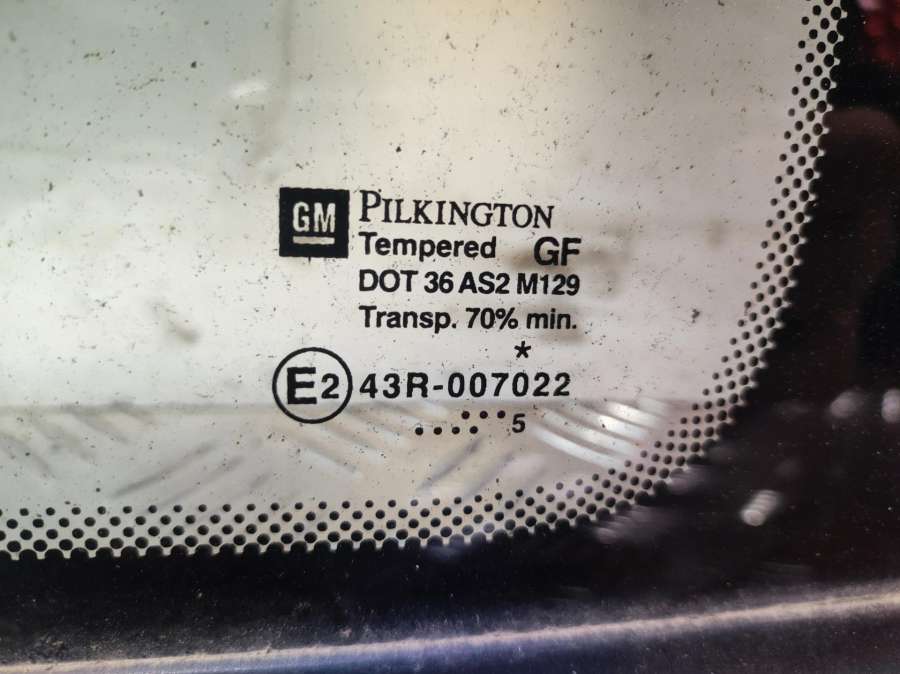 GM PILKINGTON
Tempered GF
DOT 36 AS2 M129
Transp. 70% min.
*
E2 43R-007022
....... 5